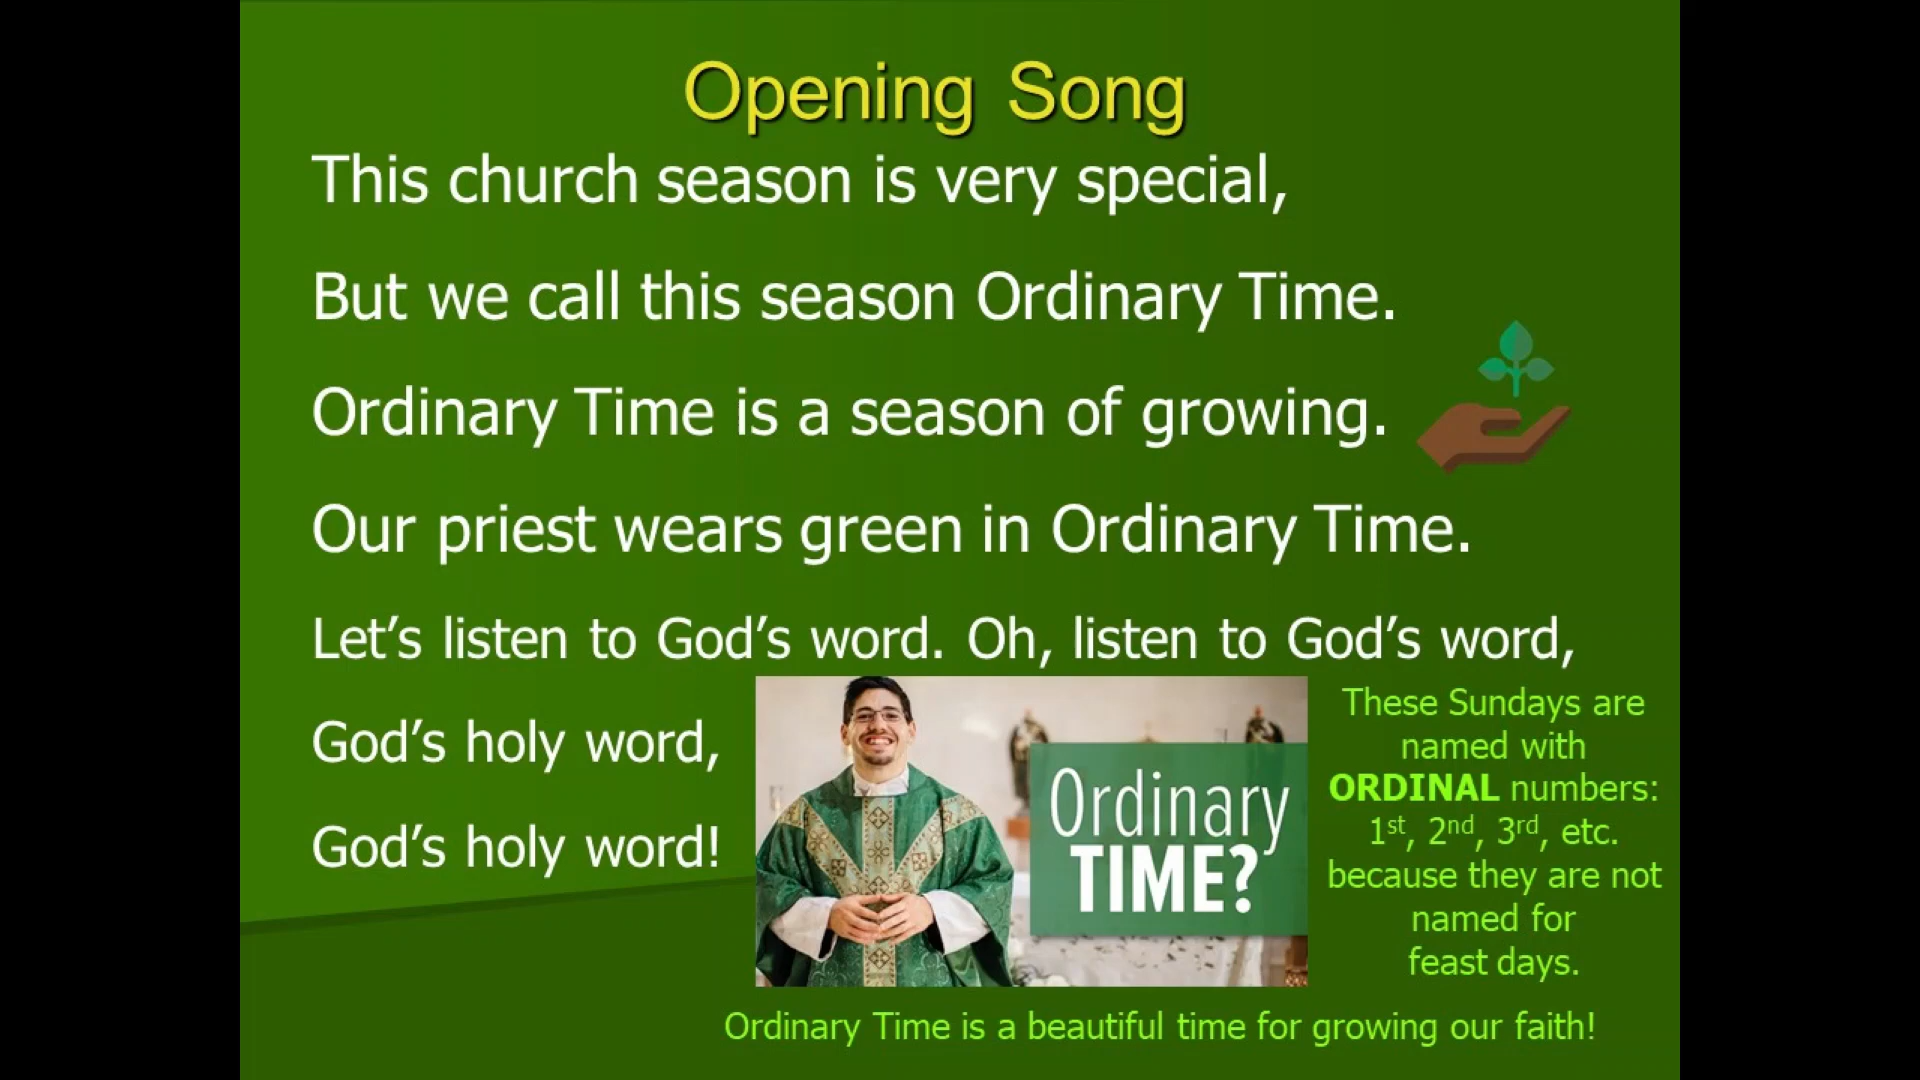 Opening Song
This church season is very special,
But we call this season Ordinary Time.
Ordinary Time is a season of growing.
Our priest wears green in Ordinary Time.
Let’s listen to God’s word. Oh, listen to God’s word,
God’s holy word,
God’s holy word!
Ordinary
TIME?
These Sundays are
named with
ORDINAL numbers:
1st, 2nd, 3rd, etc.
because they are not
named for
feast days.
Ordinary Time is a beautiful time for growing our faith!